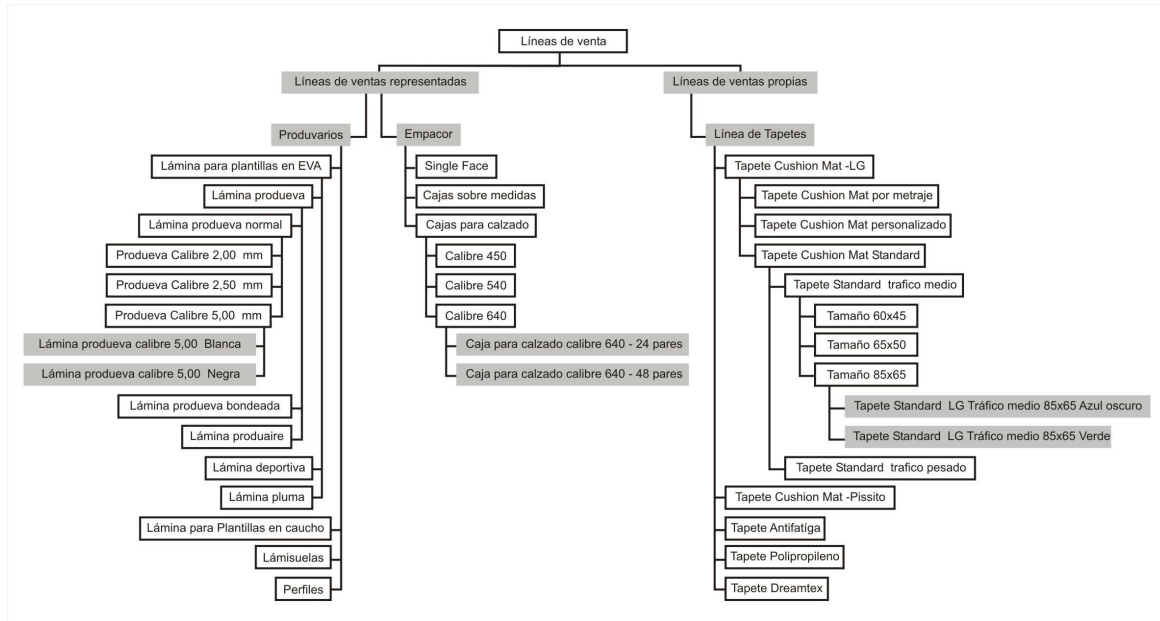 Líneas de venta
Líneas de ventas representadas
Líneas de ventas propias
Produvarios
Empacor
Línea de Tapetes
Lámina para plantillas en EVA
Lámina produeva
Lámina produeva normal
Produeva Calibre 2,00 mm
Produeva Calibre 2,50 mm
Produeva Calibre 5,00 mm
Lámina produeva calibre 5,00 Blanca
Lámina produeva calibre 5,00 Negra
Lámina produeva bondeada
Lámina produaire
Lámina deportiva
Lámina pluma
Lámina para Plantillas en caucho
Lámisuelas
Perfiles
Single Face
Cajas sobre medidas
Cajas para calzado
Calibre 450
Calibre 540
Calibre 640
Caja para calzado calibre 640 - 24 pares
Caja para calzado calibre 640 - 48 pares
Tapete Cushion Mat -LG
Tapete Cushion Mat por metraje
Tapete Cushion Mat personalizado
Tapete Cushion Mat Standard
Tapete Standard trafico medio
Tamaño 60x45
Tamaño 65x50
Tamaño 85x65
Tapete Standard LG Tráfico medio 85x65 Azul oscuro
Tapete Standard LG Tráfico medio 85x65 Verde
Tapete Standard trafico pesado
Tapete Cushion Mat -Pissito
Tapete Antifatíga
Tapete Polipropileno
Tapete Dreamtex